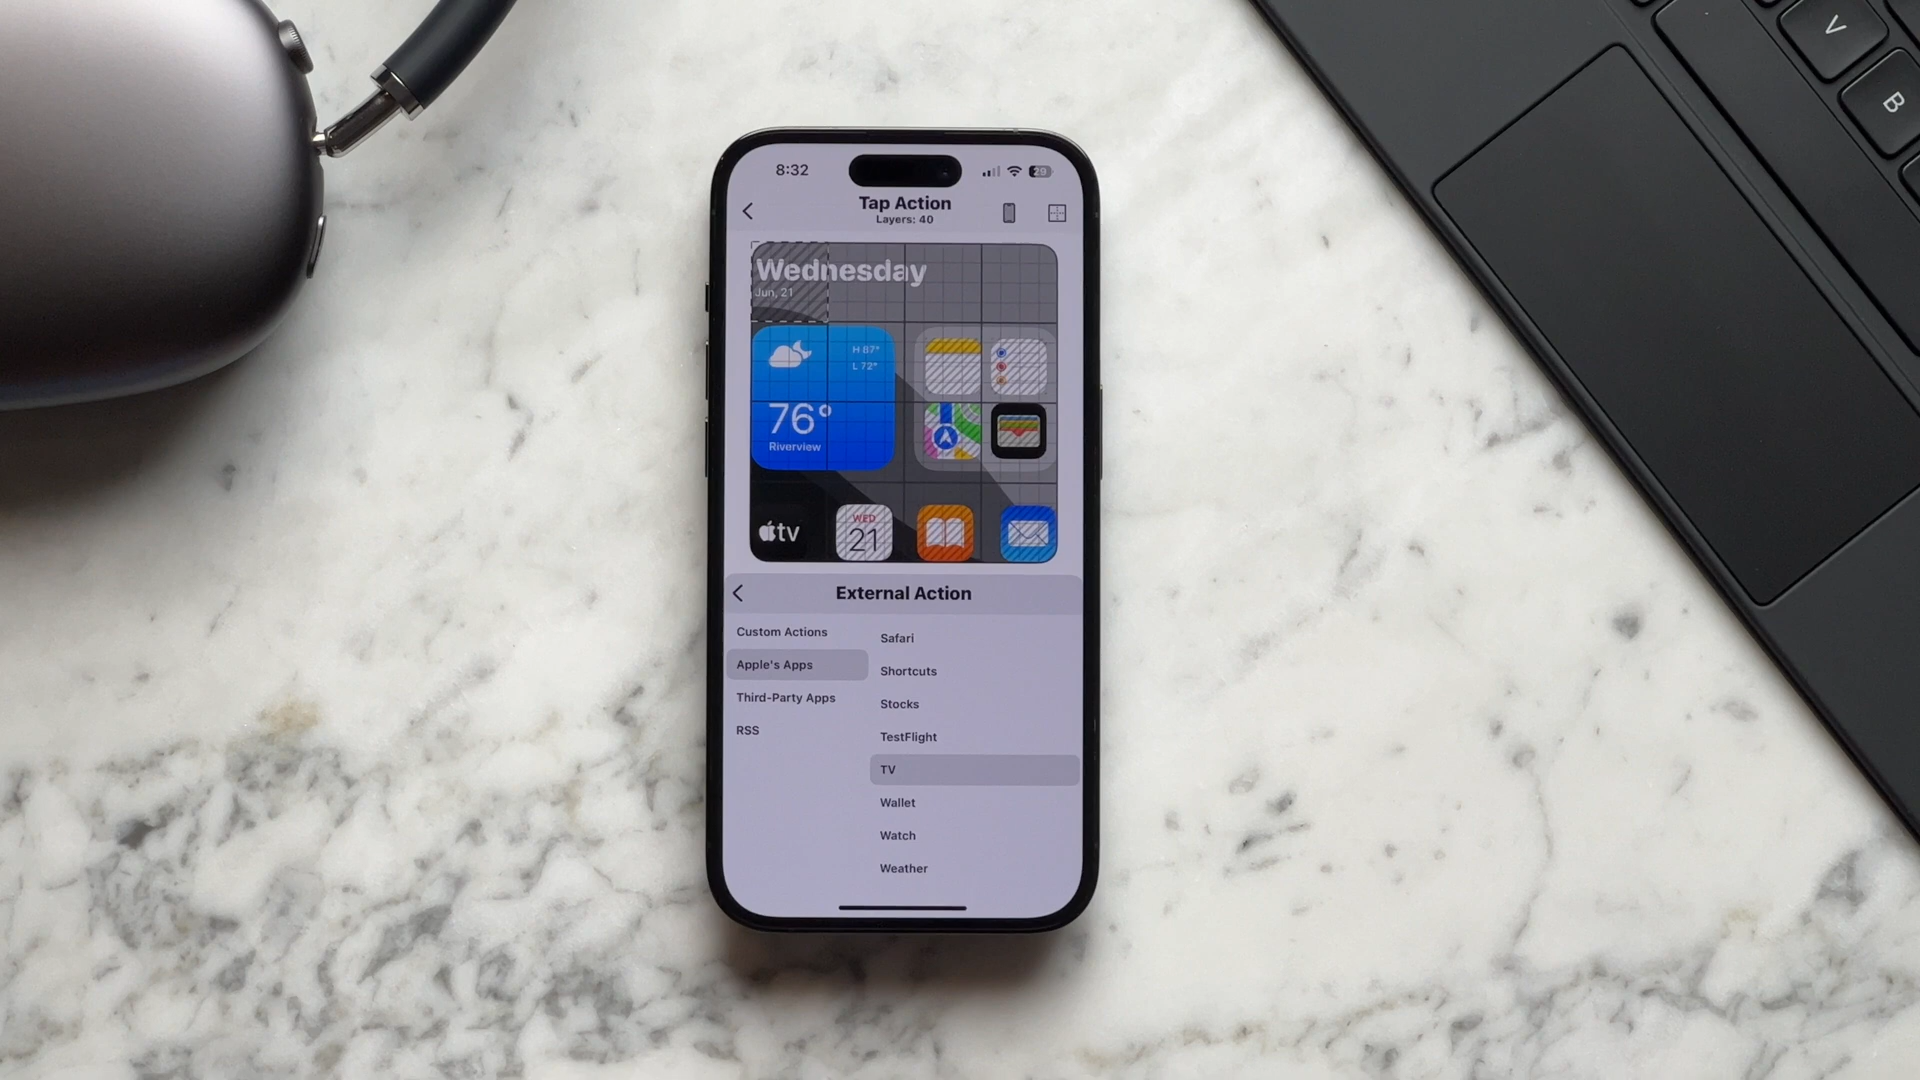 8:32
29
Tap Action
Layers: 40
Wednesday
Jun, 21
H 87°
L 72°
76°
Riverview
tv
WED
21
External Action
Custom Actions
Apple's Apps
Third-Party Apps
RSS
Safari
Shortcuts
Stocks
TestFlight
TV
Wallet
Watch
Weather
V
B